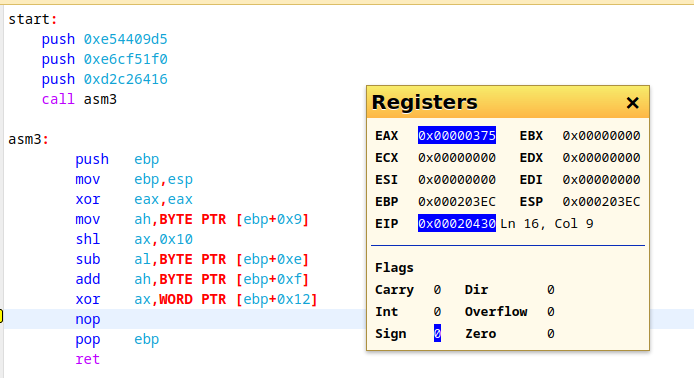 start:
push 0xe54409d5
push 0xe6cf51f0
push 0xd2c26416
call asm3
asm3:
push ebp
mov ebp,esp
xor eax,eax
mov ah,BYTE PTR [ebp+0x9]
shl ax,0x10
sub al,BYTE PTR [ebp+0xe]
add ah,BYTE PTR [ebp+0xf]
xor ax,WORD PTR [ebp+0x12]
nop
pop ebp
ret
Registers ×
EAX 0x00000375 EBX 0x00000000
ECX 0x00000000 EDX 0x00000000
ESI 0x00000000 EDI 0x00000000
EBP 0x000203EC ESP 0x000203EC
EIP 0x00020430 Ln 16, Col 9
Flags
Carry 0 Dir 0
Int 0 Overflow 0
Sign 0 Zero 0